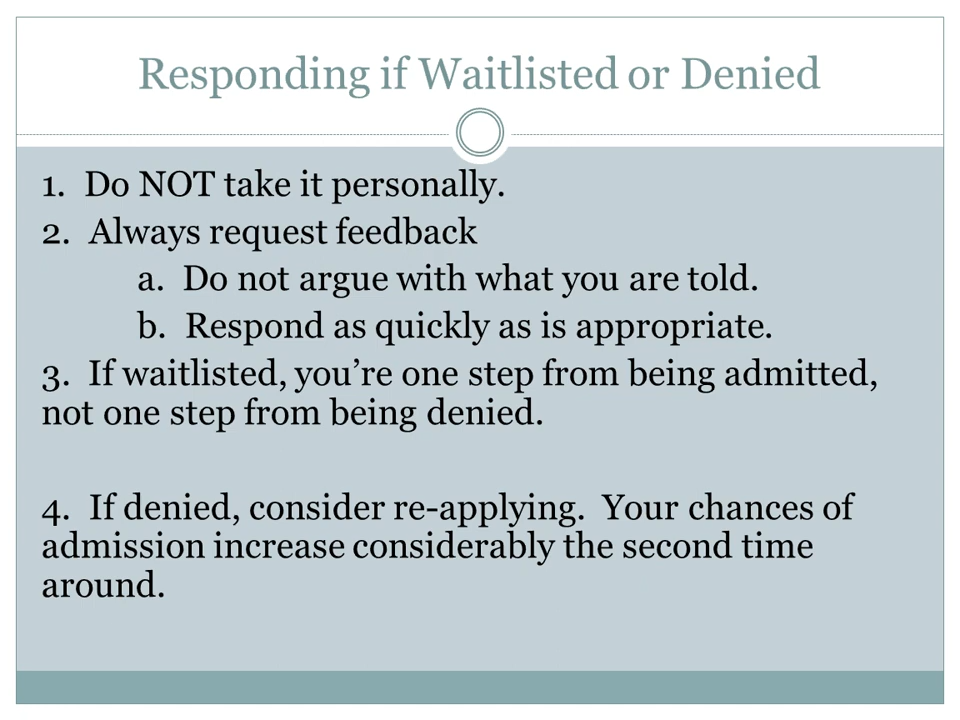 Responding if Waitlisted or Denied
1. Do NOT take it personally.
2. Always request feedback
a. Do not argue with what you are told.
b. Respond as quickly as is appropriate.
3. If waitlisted, you’re one step from being admitted,
not one step from being denied.
4. If denied, consider re-applying. Your chances of
admission increase considerably the second time
around.